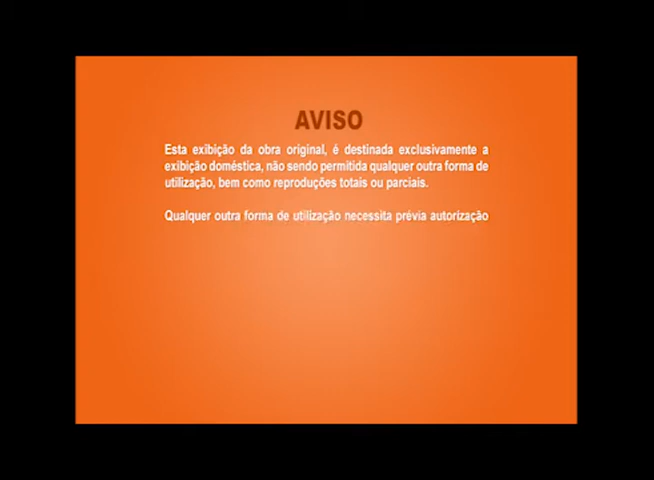 AVISO
Esta exibição da obra original, é destinada exclusivamente a
exibição doméstica, não sendo permitida qualquer outra forma de
utilização, bem como reproduções totais ou parciais.
Qualquer outra forma de utilização necessita prévia autorização